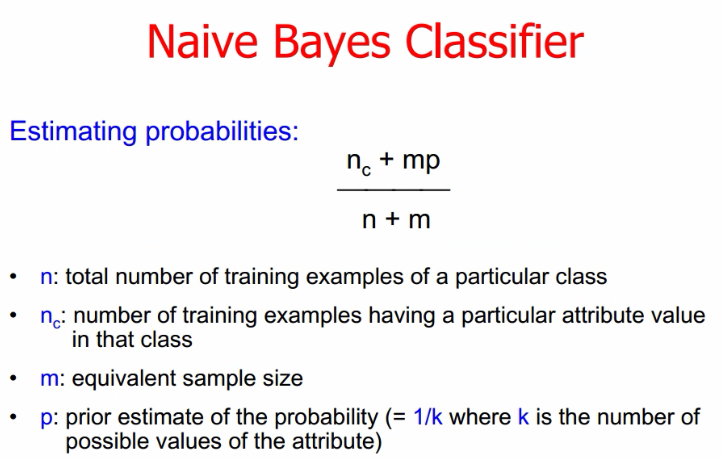 Naive Bayes Classifier
Estimating probabilities:
n_c + mp
n + m
• n: total number of training examples of a particular class
• n_c: number of training examples having a particular attribute value
in that class
• m: equivalent sample size
• p: prior estimate of the probability (= 1/k where k is the number of
possible values of the attribute)